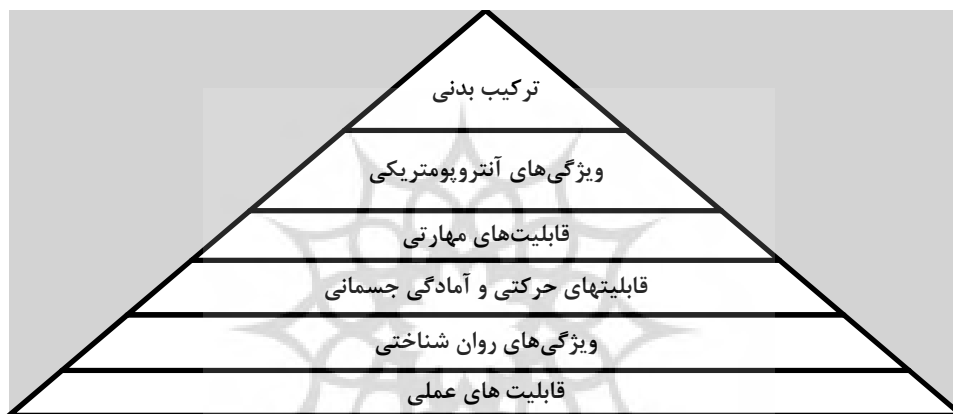 ترکیب بدنی
ویژگی‌های آنتروپومتریکی
قابلیت‌های مهارتی
قابلیتهای حرکتی و آمادگی جسمانی
ویژگی‌های روان شناختی
قابلیت های عملی